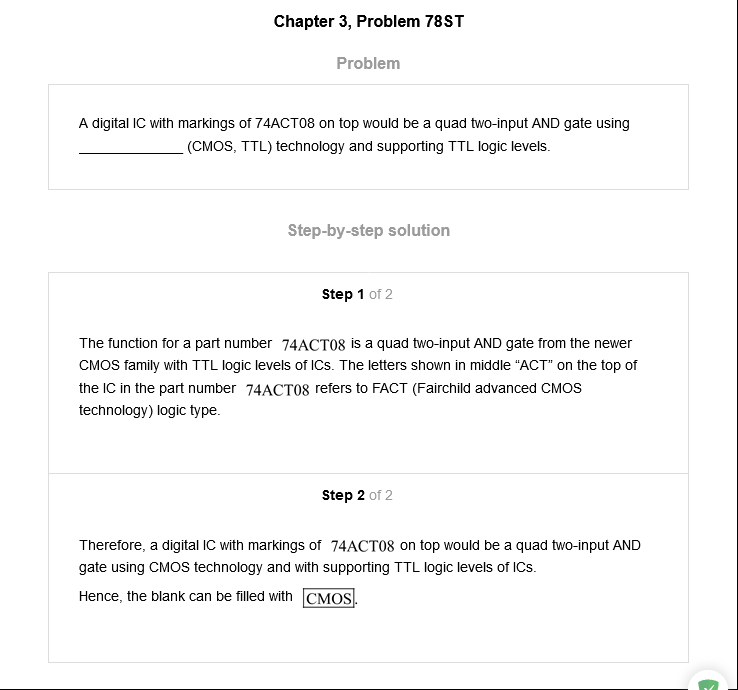 Chapter 3, Problem 78ST
Problem
A digital IC with markings of 74ACT08 on top would be a quad two-input AND gate using
______________ (CMOS, TTL) technology and supporting TTL logic levels.
Step-by-step solution
Step 1 of 2
The function for a part number 74ACT08 is a quad two-input AND gate from the newer
CMOS family with TTL logic levels of ICs. The letters shown in middle “ACT” on the top of
the IC in the part number 74ACT08 refers to FACT (Fairchild advanced CMOS
technology) logic type.
Step 2 of 2
Therefore, a digital IC with markings of 74ACT08 on top would be a quad two-input AND
gate using CMOS technology and with supporting TTL logic levels of ICs.
Hence, the blank can be filled with CMOS.